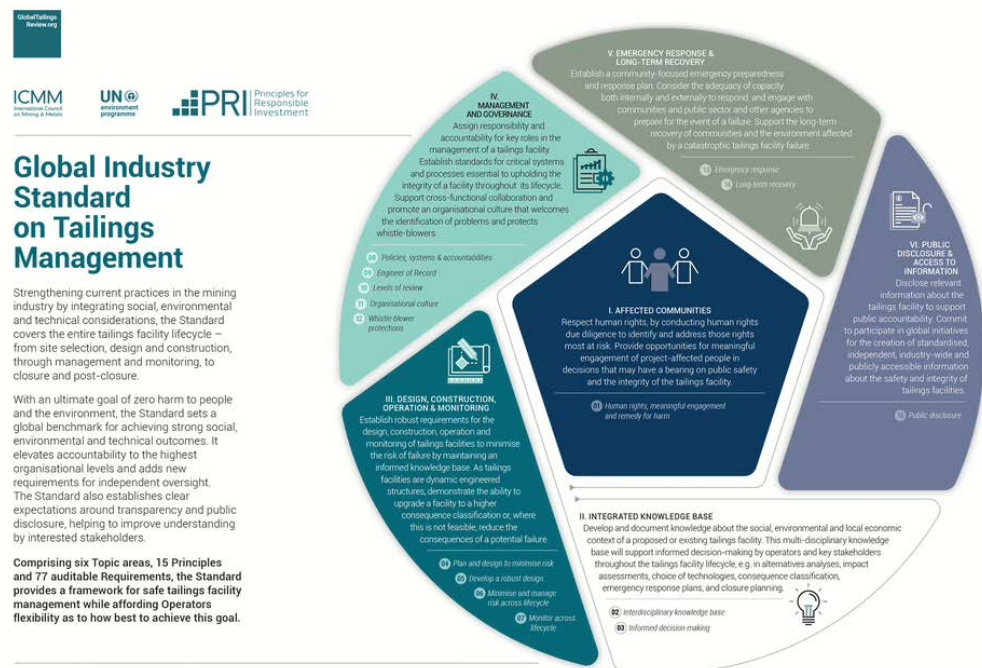 GlobalTailings
Review.org
ICMM
International Council
on Mining & Metals
UN
environment
programme
PRI
Principles for
Responsible
Investment
Global Industry
Standard
on Tailings
Management
Strengthening current practices in the mining
industry by integrating social, environmental
and technical considerations, the Standard
covers the entire tailings facility lifecycle –
from site selection, design and construction,
through management and monitoring, to
closure and post-closure.
With an ultimate goal of zero harm to people
and the environment, the Standard sets a
global benchmark for achieving strong social,
environmental and technical outcomes. It
elevates accountability to the highest
organisational levels and adds new
requirements for independent oversight.
The Standard also establishes clear
expectations around transparency and public
disclosure, helping to improve understanding
by interested stakeholders.
Comprising six Topic areas, 15 Principles
and 77 auditable Requirements, the Standard
provides a framework for safe tailings facility
management while affording Operators
flexibility as to how best to achieve this goal.
I. AFFECTED COMMUNITIES
Respect human rights, by conducting human rights
due diligence to identify and address those rights
most at risk. Provide opportunities for meaningful
engagement of project-affected people in
decisions that may have a bearing on public safety
and the integrity of the tailings facility.
01 Human rights, meaningful engagement
and remedy for harm
II. INTEGRATED KNOWLEDGE BASE
Develop and document knowledge about the social, environmental and local economic
context of a proposed or existing tailings facility. This multi-disciplinary knowledge
base will support informed decision-making by operators and key stakeholders
throughout the tailings facility lifecycle, e.g. in alternatives analyses, impact
assessments, choice of technologies, consequence classification,
emergency response plans, and closure planning.
02 Interdisciplinary knowledge base
03 Informed decision-making
III. DESIGN, CONSTRUCTION,
OPERATION & MONITORING
Establish robust requirements for the
design, construction, operation and
monitoring of tailings facilities to minimise
the risk of failure by maintaining an
informed knowledge base. As tailings
facilities are dynamic engineered
structures, demonstrate the ability to
upgrade a facility to a higher
consequence classification or, where
this is not feasible, reduce the
consequences of a potential failure.
04 Plan and design to minimise risk
05 Develop a robust design
06 Minimise and manage
risk across lifecycle
07 Monitor across
lifecycle
IV.
MANAGEMENT
AND GOVERNANCE
Assign responsibility and
accountability for key roles in the
management of a tailings facility.
Establish standards for critical systems
and processes essential to upholding the
integrity of a facility throughout its lifecycle.
Support cross-functional collaboration and
promote an organisational culture that welcomes
the identification of problems and protects
whistle-blowers.
08 Policies, systems & accountabilities
09 Engineer of Record
10 Levels of review
11 Organisational culture
12 Whistle-blower
protections
V. EMERGENCY RESPONSE &
LONG-TERM RECOVERY
Establish a community-focused emergency preparedness
and response plan. Consider the adequacy of capacity
both internally and externally to respond, and engage with
communities and public sector and other agencies to
prepare for the event of a failure. Support the long-term
recovery of communities and the environment affected
by a catastrophic tailings facility failure.
13 Emergency response
14 Long term recovery
VI. PUBLIC
DISCLOSURE &
ACCESS TO
INFORMATION
Disclose relevant
information about the
tailings facility to support
public accountability. Commit
to participate in global initiatives
for the creation of standardised,
independent, industry-wide and
publicly accessible information
about the safety and integrity of
tailings facilities.
15 Public disclosure